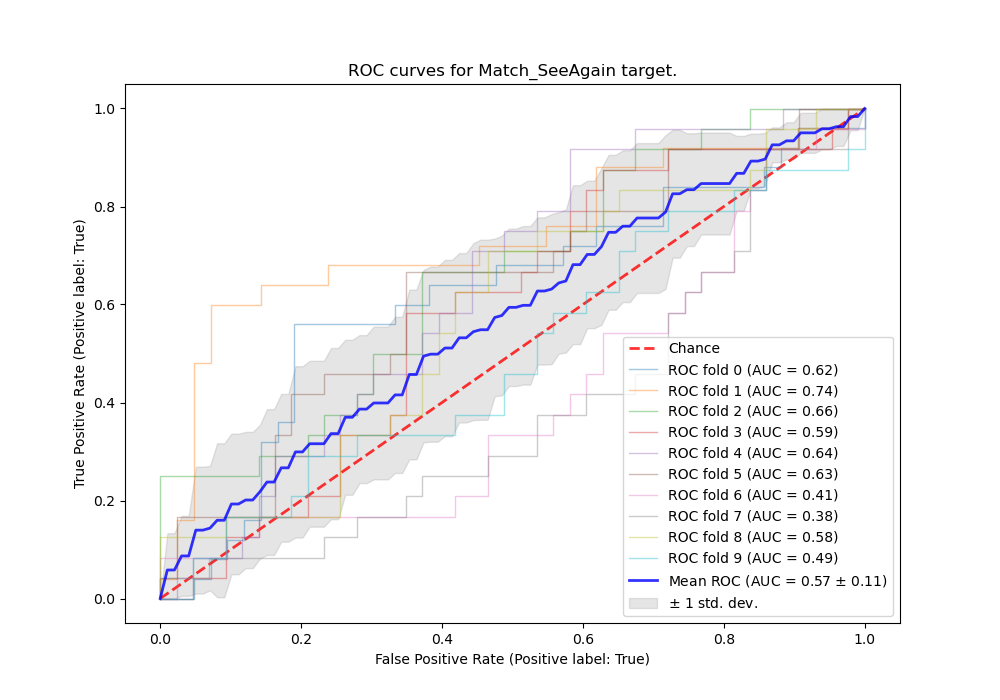 ROC curves for Match_SeeAgain target.
True Positive Rate (Positive label: True)
1.0
0.8
0.6
0.4
0.2
0.0
0.0 0.2 0.4 0.6 0.8 1.0
False Positive Rate (Positive label: True)
Chance
ROC fold 0 (AUC = 0.62)
ROC fold 1 (AUC = 0.74)
ROC fold 2 (AUC = 0.66)
ROC fold 3 (AUC = 0.59)
ROC fold 4 (AUC = 0.64)
ROC fold 5 (AUC = 0.63)
ROC fold 6 (AUC = 0.41)
ROC fold 7 (AUC = 0.38)
ROC fold 8 (AUC = 0.58)
ROC fold 9 (AUC = 0.49)
Mean ROC (AUC = 0.57 ± 0.11)
± 1 std. dev.